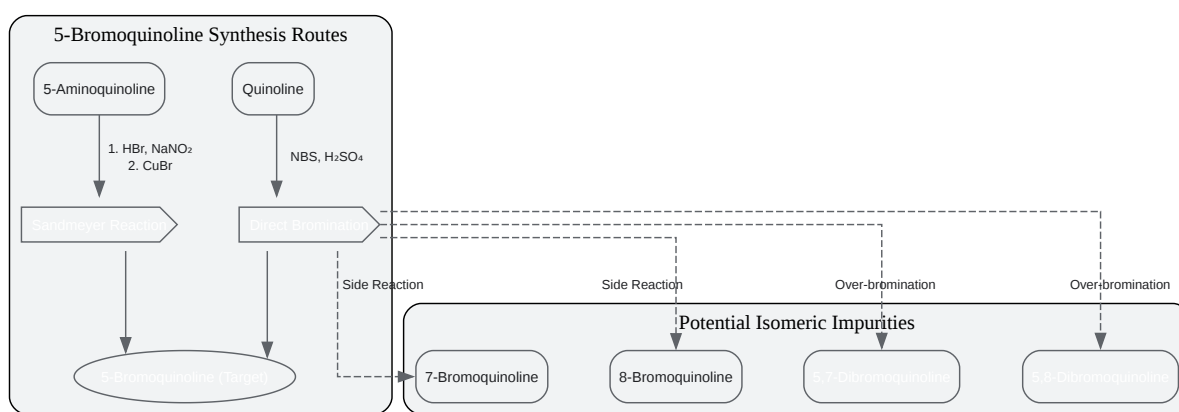 5-Bromoquinoline Synthesis Routes
5-Aminoquinoline
Quinoline
1. HBr, NaNO₂
2. CuBr
NBS, H₂SO₄
Sandmeyer Reaction
Direct Bromination
Side Reaction
Side Reaction
Over-bromination
Over-bromination
Potential Isomeric Impurities
5-Bromoquinoline (Target)
7-Bromoquinoline
8-Bromoquinoline
5,7-Dibromoquinoline
5,8-Dibromoquinoline